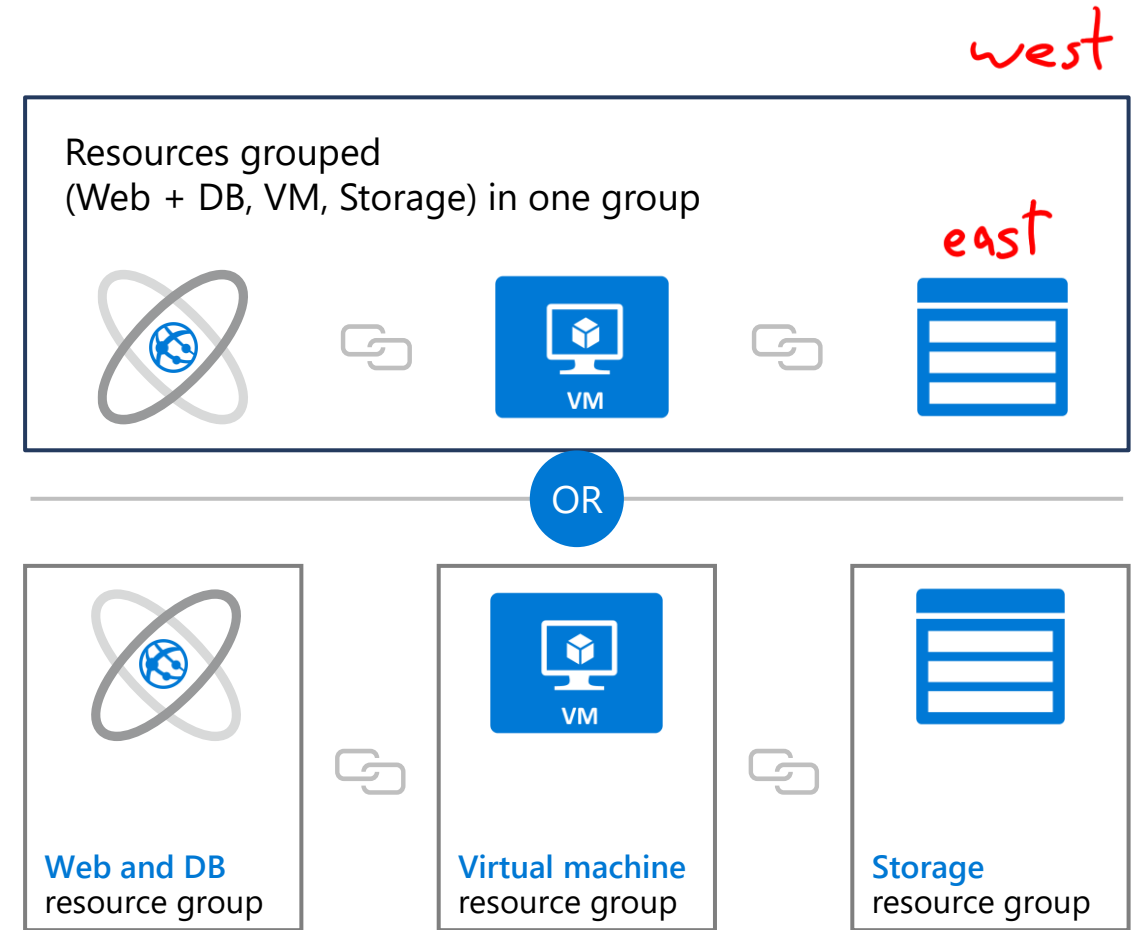 west
Resources grouped
(Web + DB, VM, Storage) in one group
east
VM
OR
VM
Web and DB
resource group
Virtual machine
resource group
Storage
resource group